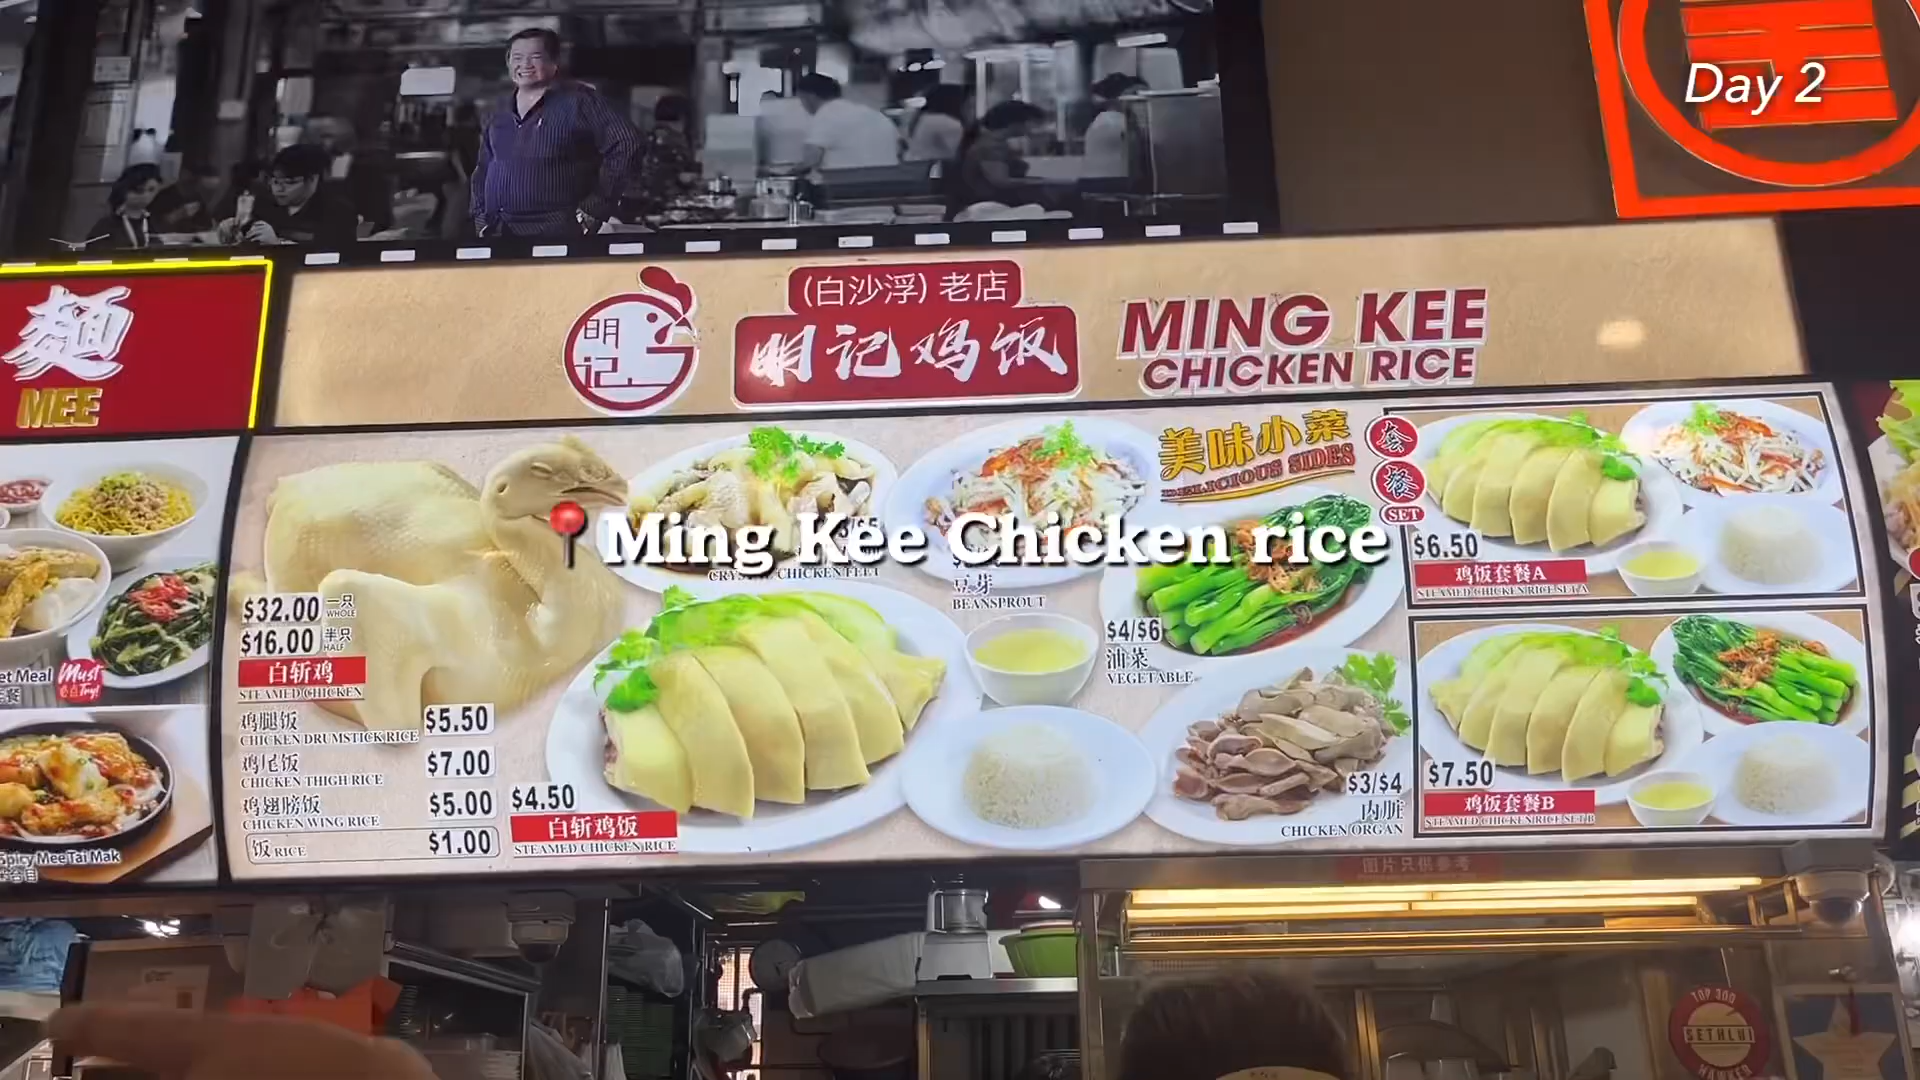 Day 2
麵
MEE
明
记
(白沙浮) 老店
明记鸡饭
MING KEE
CHICKEN RICE
美味小菜
DELICIOUS SIDES
套
餐
SET
📍Ming Kee Chicken rice
CHICKEN FEET
豆芽
BEANSPROUT
$4/$6
油菜
VEGETABLE
$3/$4
内脏
CHICKEN ORGAN
$6.50
鸡饭套餐A
STEAMED CHICKEN RICE SET A
$7.50
鸡饭套餐B
STEAMED CHICKEN RICE SET B
$32.00 一只
WHOLE
$16.00 半只
HALF
白斩鸡
STEAMED CHICKEN
鸡腿饭 $5.50
CHICKEN DRUMSTICK RICE
鸡尾饭 $7.00
CHICKEN THIGH RICE
鸡翅膀饭 $5.00
CHICKEN WING RICE
饭 RICE $1.00
$4.50
白斩鸡饭
STEAMED CHICKEN RICE
Meal
Must
Try!
Spicy Mee Tai Mak
图片只供参考
TOP 300
SETHLUI
HAWKER